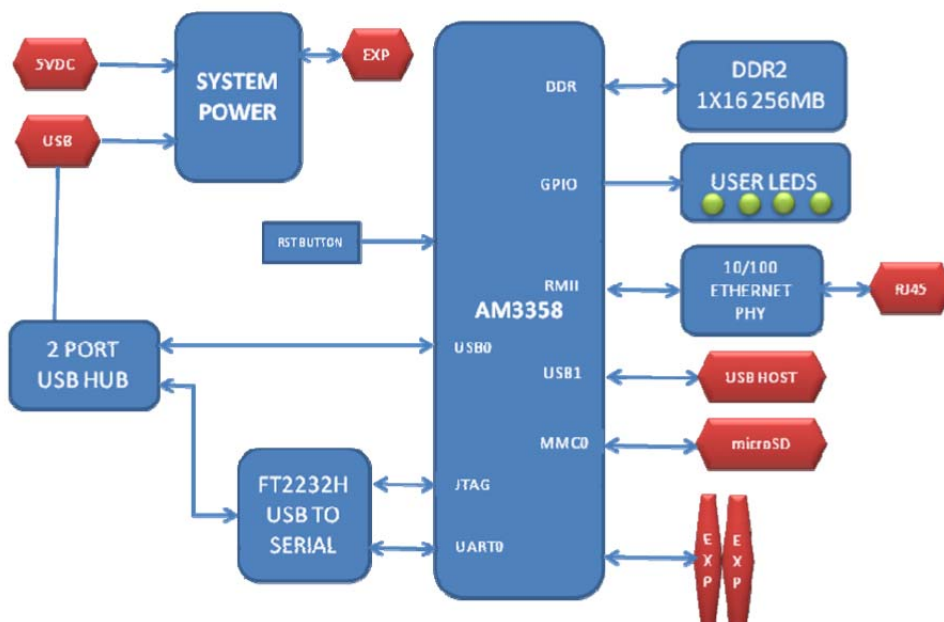 5VDC
USB
SYSTEM
POWER
EXP
RST BUTTON
2 PORT
USB HUB
FT2232H
USB TO
SERIAL
AM3358
DDR
GPIO
RMII
USB0
USB1
MMC0
JTAG
UART0
DDR2
1X16 256MB
USER LEDS
10/100
ETHERNET
PHY
RJ45
USB HOST
microSD
EXP
EXP